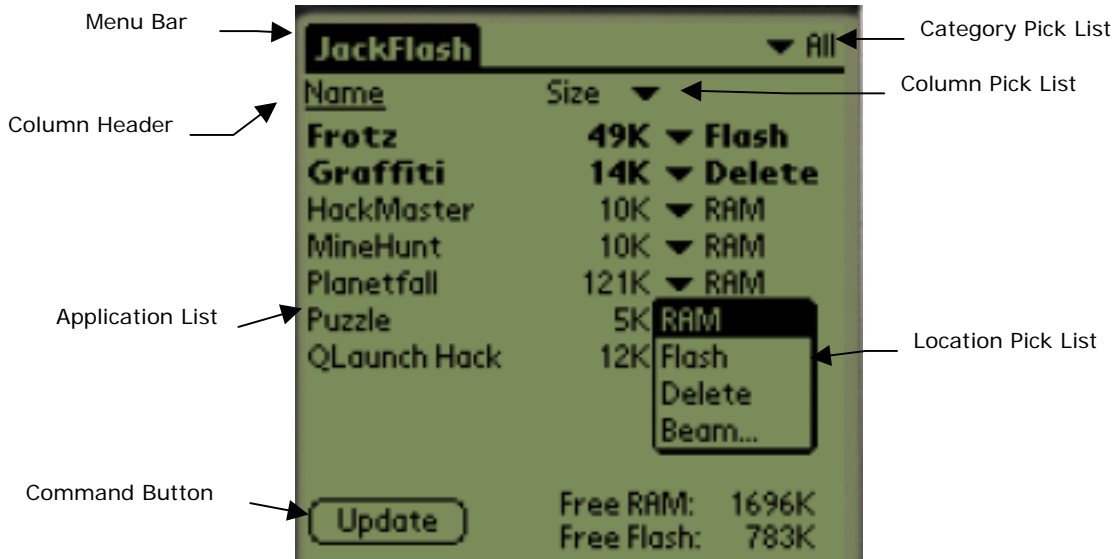 Menu Bar
JackFlash
All
Category Pick List
Name
Size
Column Pick List
Column Header
Frotz 49K Flash
Graffiti 14K Delete
HackMaster 10K RAM
MineHunt 10K RAM
Planetfall 121K RAM
Application List
Puzzle 5K RAM
Location Pick List
QLaunch Hack 12K Flash
Delete
Beam...
Command Button
Update
Free RAM: 1696K
Free Flash: 783K